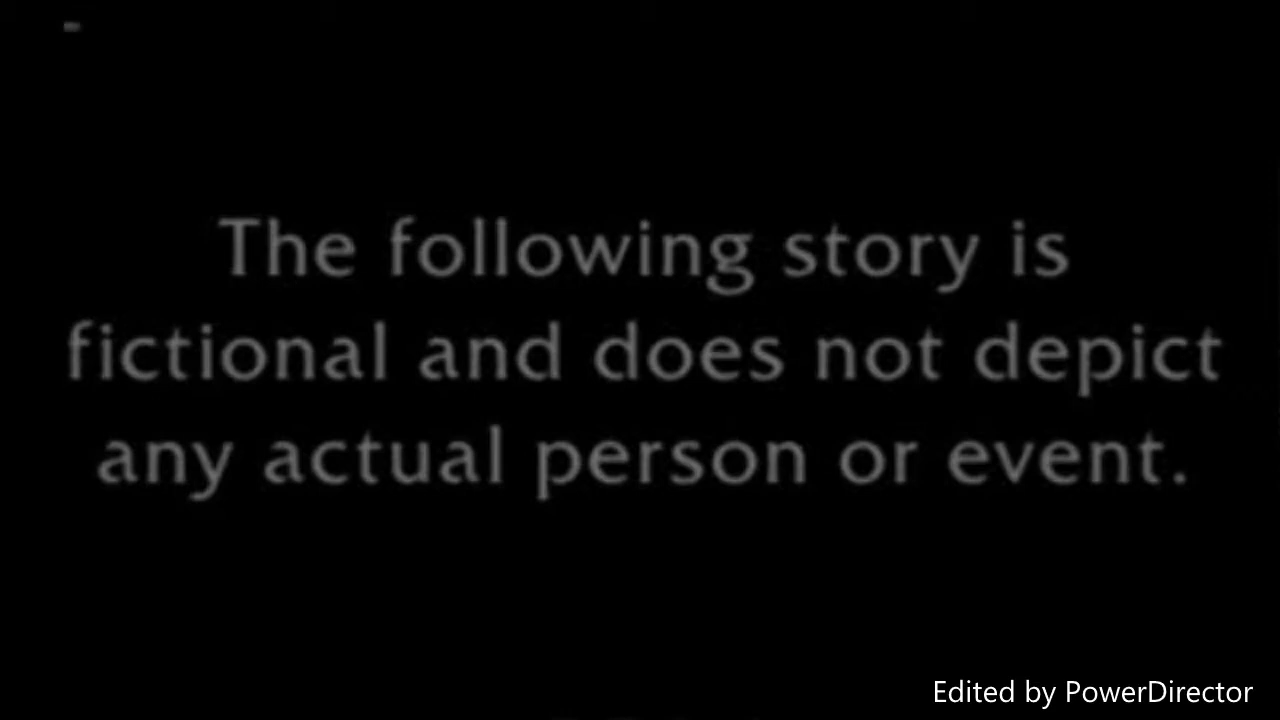 The following story is
fictional and does not depict
any actual person or event.
Edited by PowerDirector